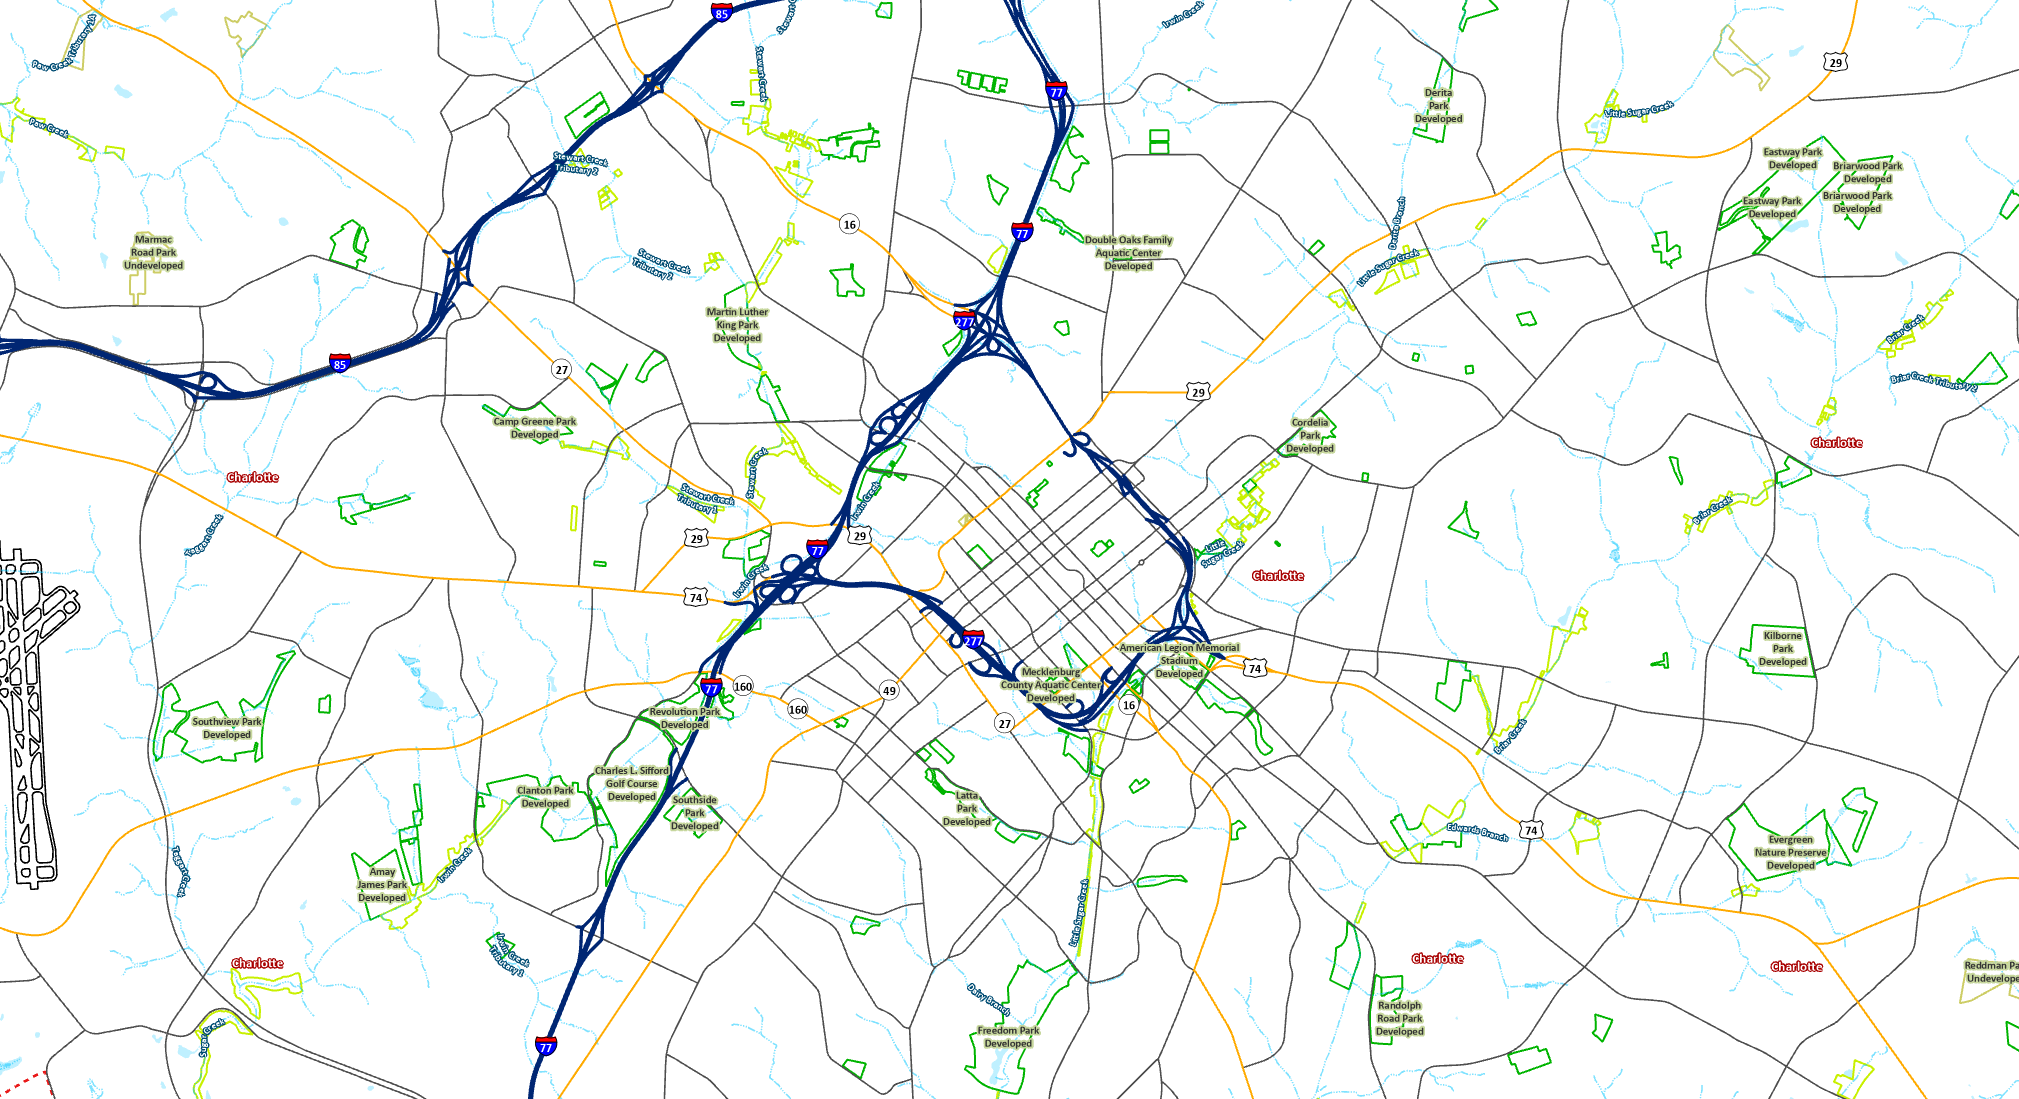 85
Stewart Creek
Irwin Creek
Paw Creek Tributary 1A
29
Stewart Creek
77
Derita
Park
Developed
Little Sugar Creek
Paw Creek
Stewart Creek
Tributary 2
Eastway Park
Developed
Briarwood Park
Developed
Briarwood Park
Developed
Eastway Park
Developed
16
77
Derita Branch
Marmac
Road Park
Undeveloped
Double Oaks Family
Aquatic Center
Developed
Stewart Creek
Tributary 2
Little Sugar Creek
Martin Luther
King Park
Developed
277
Briar Creek
85
27
29
Briar Creek Tributary 2
Camp Greene Park
Developed
Cordelia
Park
Developed
Charlotte
Charlotte
Stewart Creek
Stewart Creek
Tributary 1
Irwin Creek
Briar Creek
Taggart Creek
29
29
77
Little
Sugar Creek
Charlotte
Irwin Creek
74
277
Kilborne
Park
Developed
American Legion Memorial
Stadium
Developed
74
Mecklenburg
County Aquatic Center
Developed
77
160
49
160
16
27
Southview Park
Developed
Revolution Park
Developed
Briar Creek
Charles L. Sifford
Golf Course
Developed
Clanton Park
Developed
Southside
Park
Developed
Latta
Park
Developed
Edwards Branch
74
Evergreen
Nature Preserve
Developed
Taggart Creek
Irwin Creek
Amay
James Park
Developed
Little Sugar Creek
Irwin Creek
Tributary 1
Charlotte
Charlotte
Charlotte
Reddman Pa
Undevelope
Dairy Branch
Randolph
Road Park
Developed
Sugar Creek
Freedom Park
Developed
77